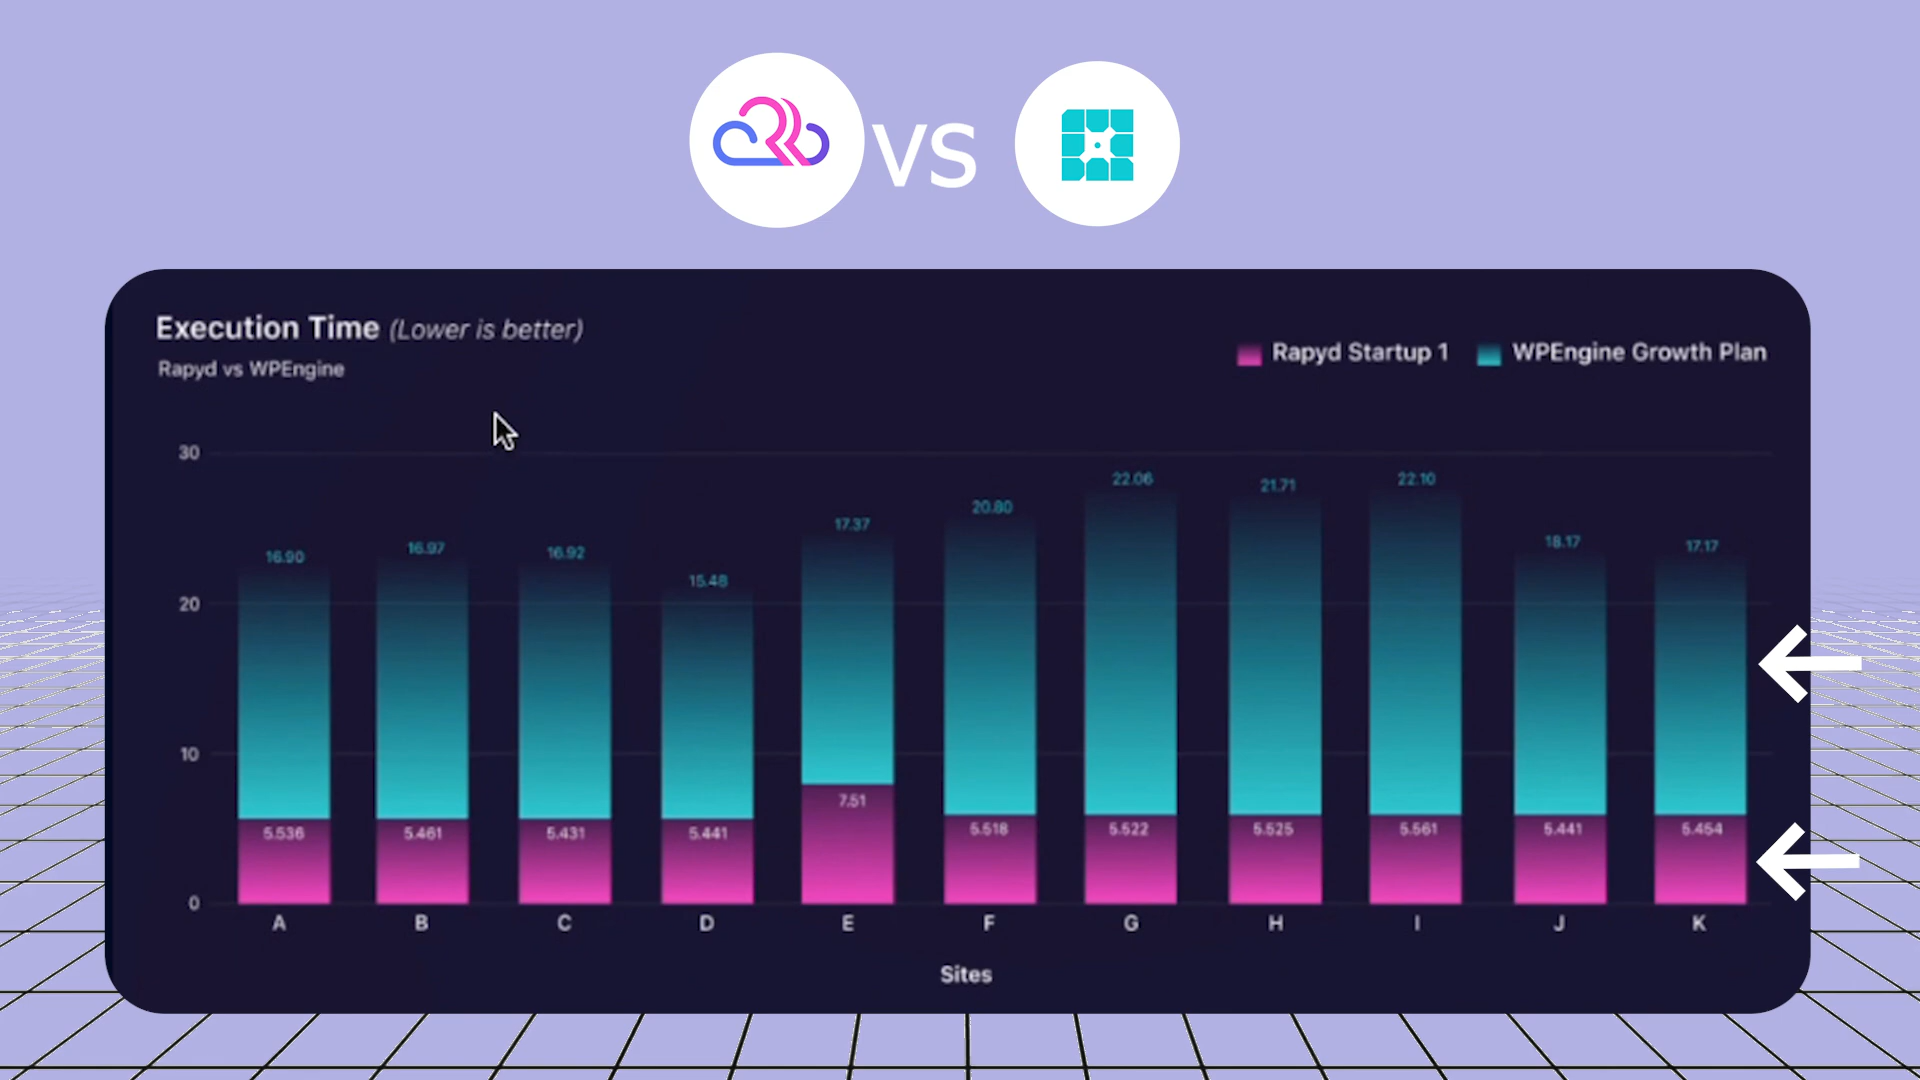 VS
Execution Time (Lower is better)
Rapyd vs WPEngine
Rapyd Startup 1
WPEngine Growth Plan
30
20
10
0
16.90
16.97
16.92
15.48
17.37
20.80
22.06
21.71
22.10
18.17
17.17
5.536
5.461
5.431
5.441
7.51
5.518
5.522
5.525
5.561
5.441
5.454
A
B
C
D
E
F
G
H
I
J
K
Sites